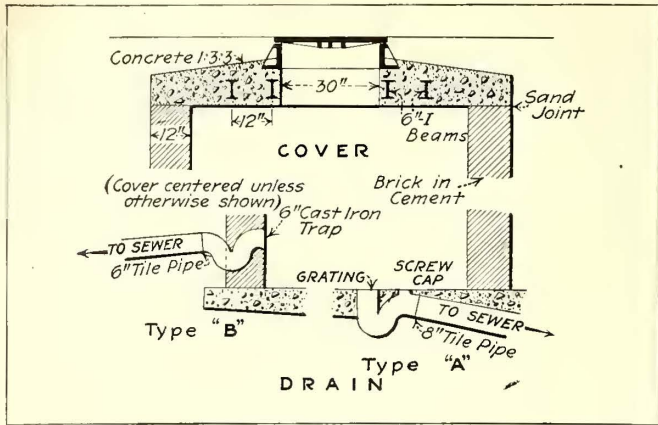 Concrete 1:3:3
30"
Sand
Joint
12"
12"
6" I
Beams
COVER
(Cover centered unless
otherwise shown)
Brick in
Cement
6" Cast Iron
Trap
TO SEWER
6" Tile Pipe
GRATING
SCREW
CAP
TO SEWER
8" Tile Pipe
Type "B"
Type "A"
DRAIN